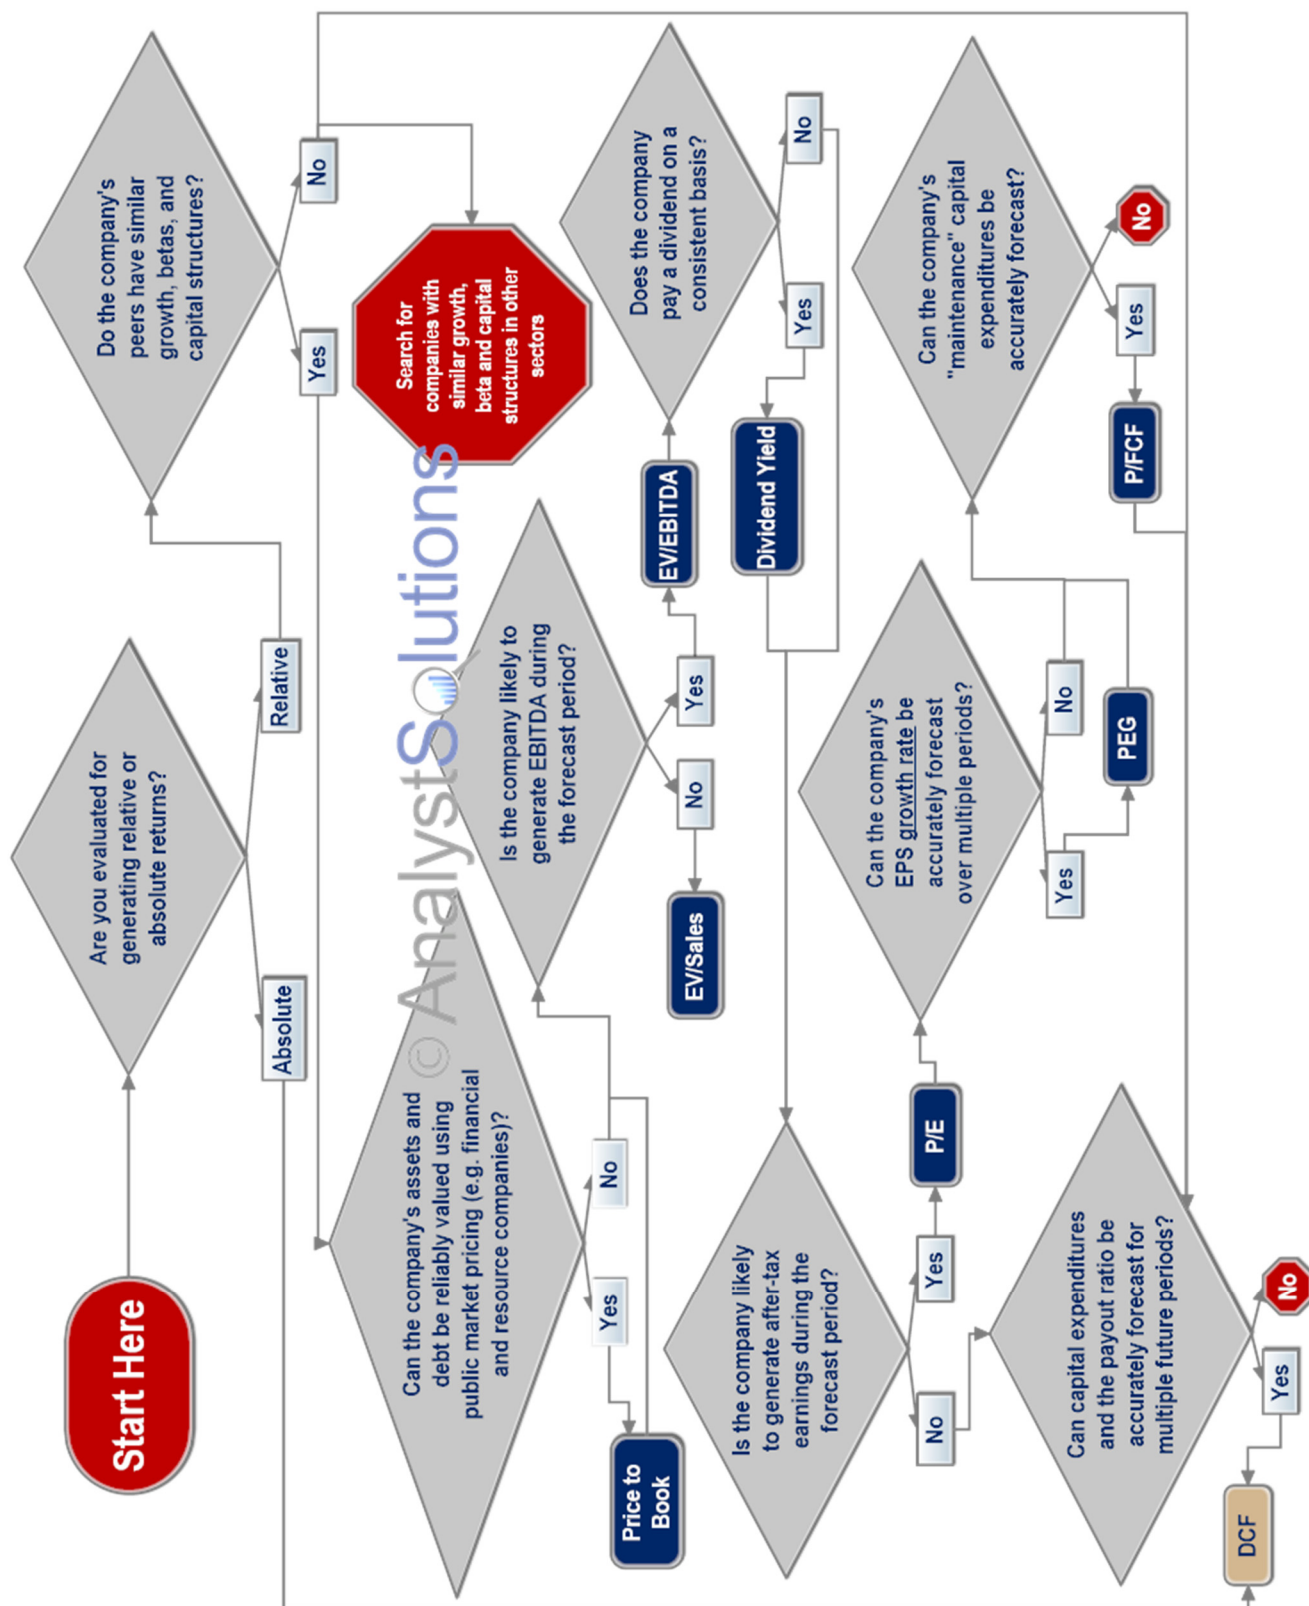 Start Here
Are you evaluated for
generating relative or
absolute returns?
Absolute
Relative
Do the company's
peers have similar
growth, betas, and
capital structures?
Yes
No
Search for
companies with
similar growth,
beta and capital
structures in other
sectors
Can the company's assets and
debt be reliably valued using
public market pricing (e.g. financial
and resource companies)?
Yes
No
Price to
Book
© AnalystSolutions
Is the company likely to
generate EBITDA during
the forecast period?
No
Yes
EV/Sales
EV/EBITDA
Does the company
pay a dividend on a
consistent basis?
Yes
No
Dividend Yield
Is the company likely
to generate after-tax
earnings during the
forecast period?
No
Yes
P/E
Can the company's
EPS growth rate be
accurately forecast
over multiple periods?
Yes
No
PEG
Can the company's
"maintenance" capital
expenditures be
accurately forecast?
Yes
No
P/FCF
Can capital expenditures
and the payout ratio be
accurately forecast for
multiple future periods?
Yes
No
DCF